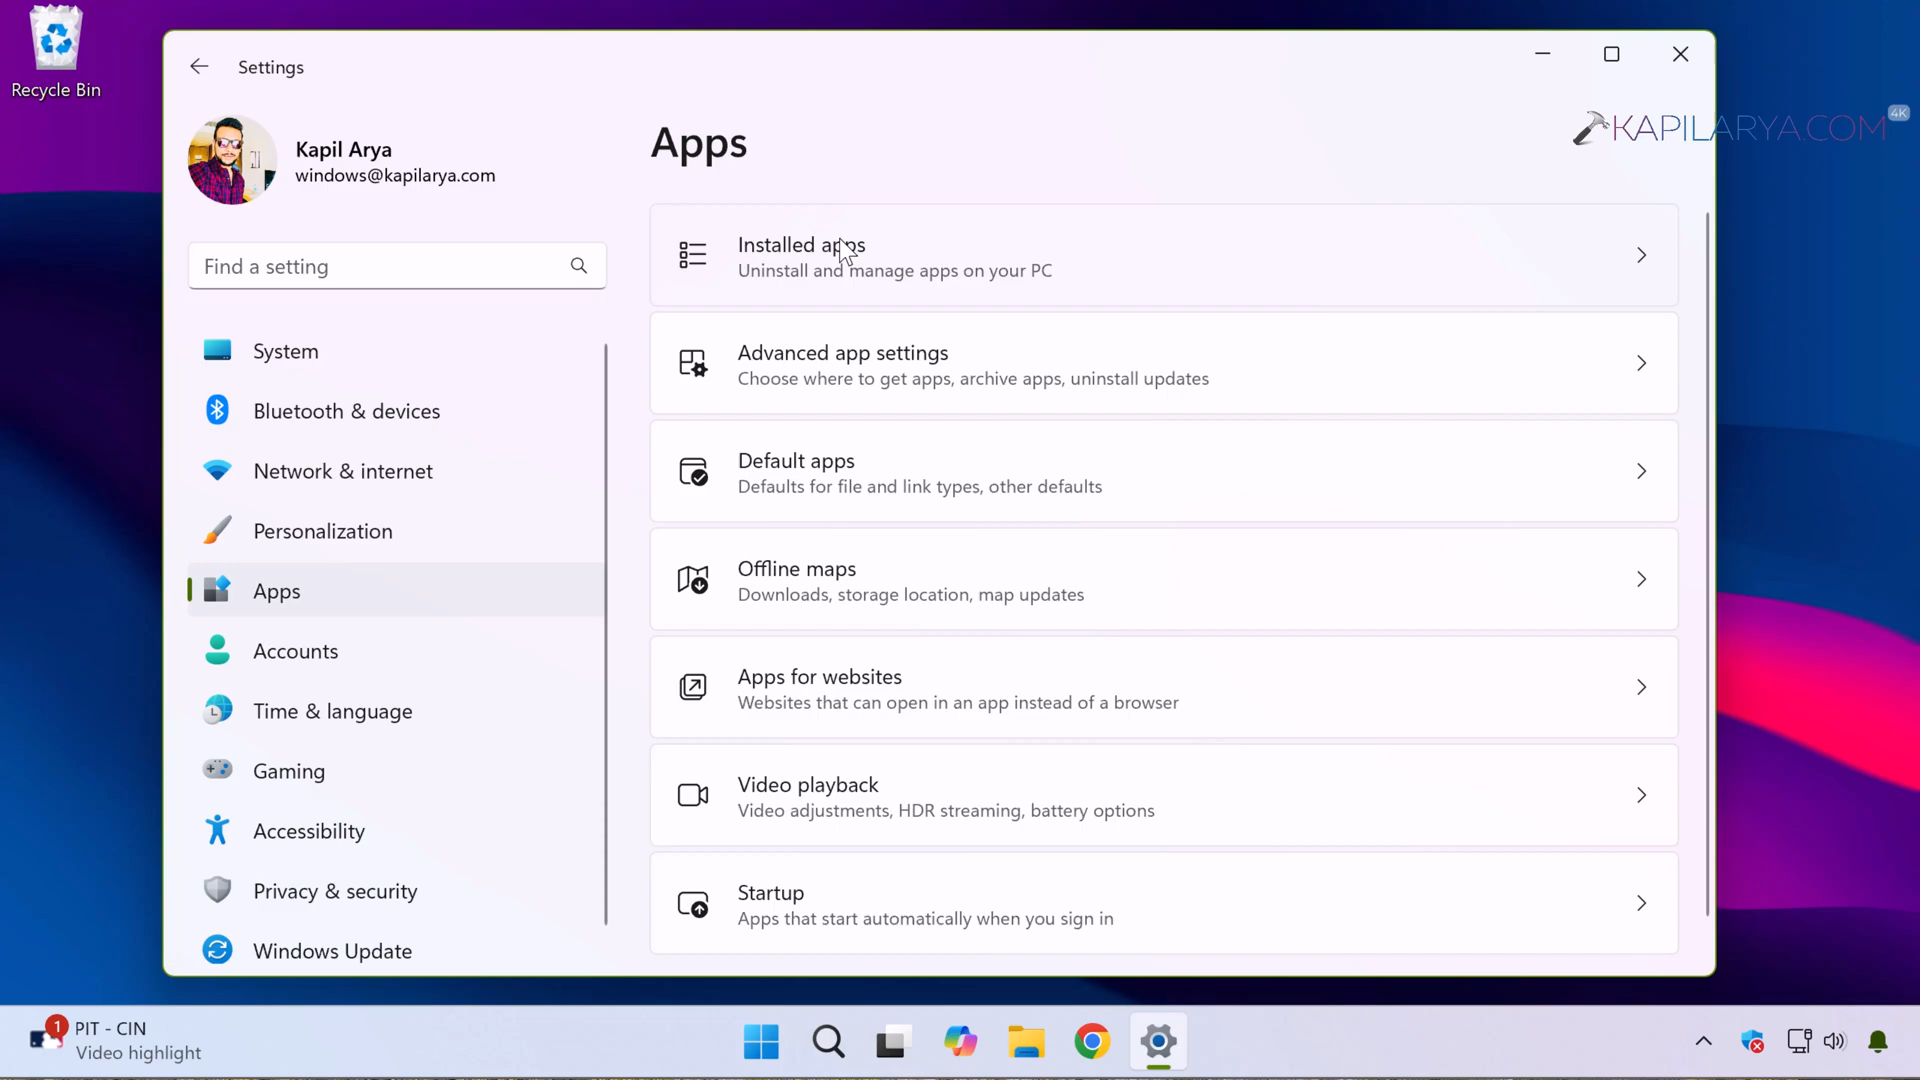 Recycle Bin
Settings
Kapil Arya
windows@kapilarya.com
Find a setting
System
Bluetooth & devices
Network & internet
Personalization
Apps
Accounts
Time & language
Gaming
Accessibility
Privacy & security
Windows Update
Apps
KAPILARYA.COM
4K
Installed apps
Uninstall and manage apps on your PC
Advanced app settings
Choose where to get apps, archive apps, uninstall updates
Default apps
Defaults for file and link types, other defaults
Offline maps
Downloads, storage location, map updates
Apps for websites
Websites that can open in an app instead of a browser
Video playback
Video adjustments, HDR streaming, battery options
Startup
Apps that start automatically when you sign in
1
PIT - CIN
Video highlight